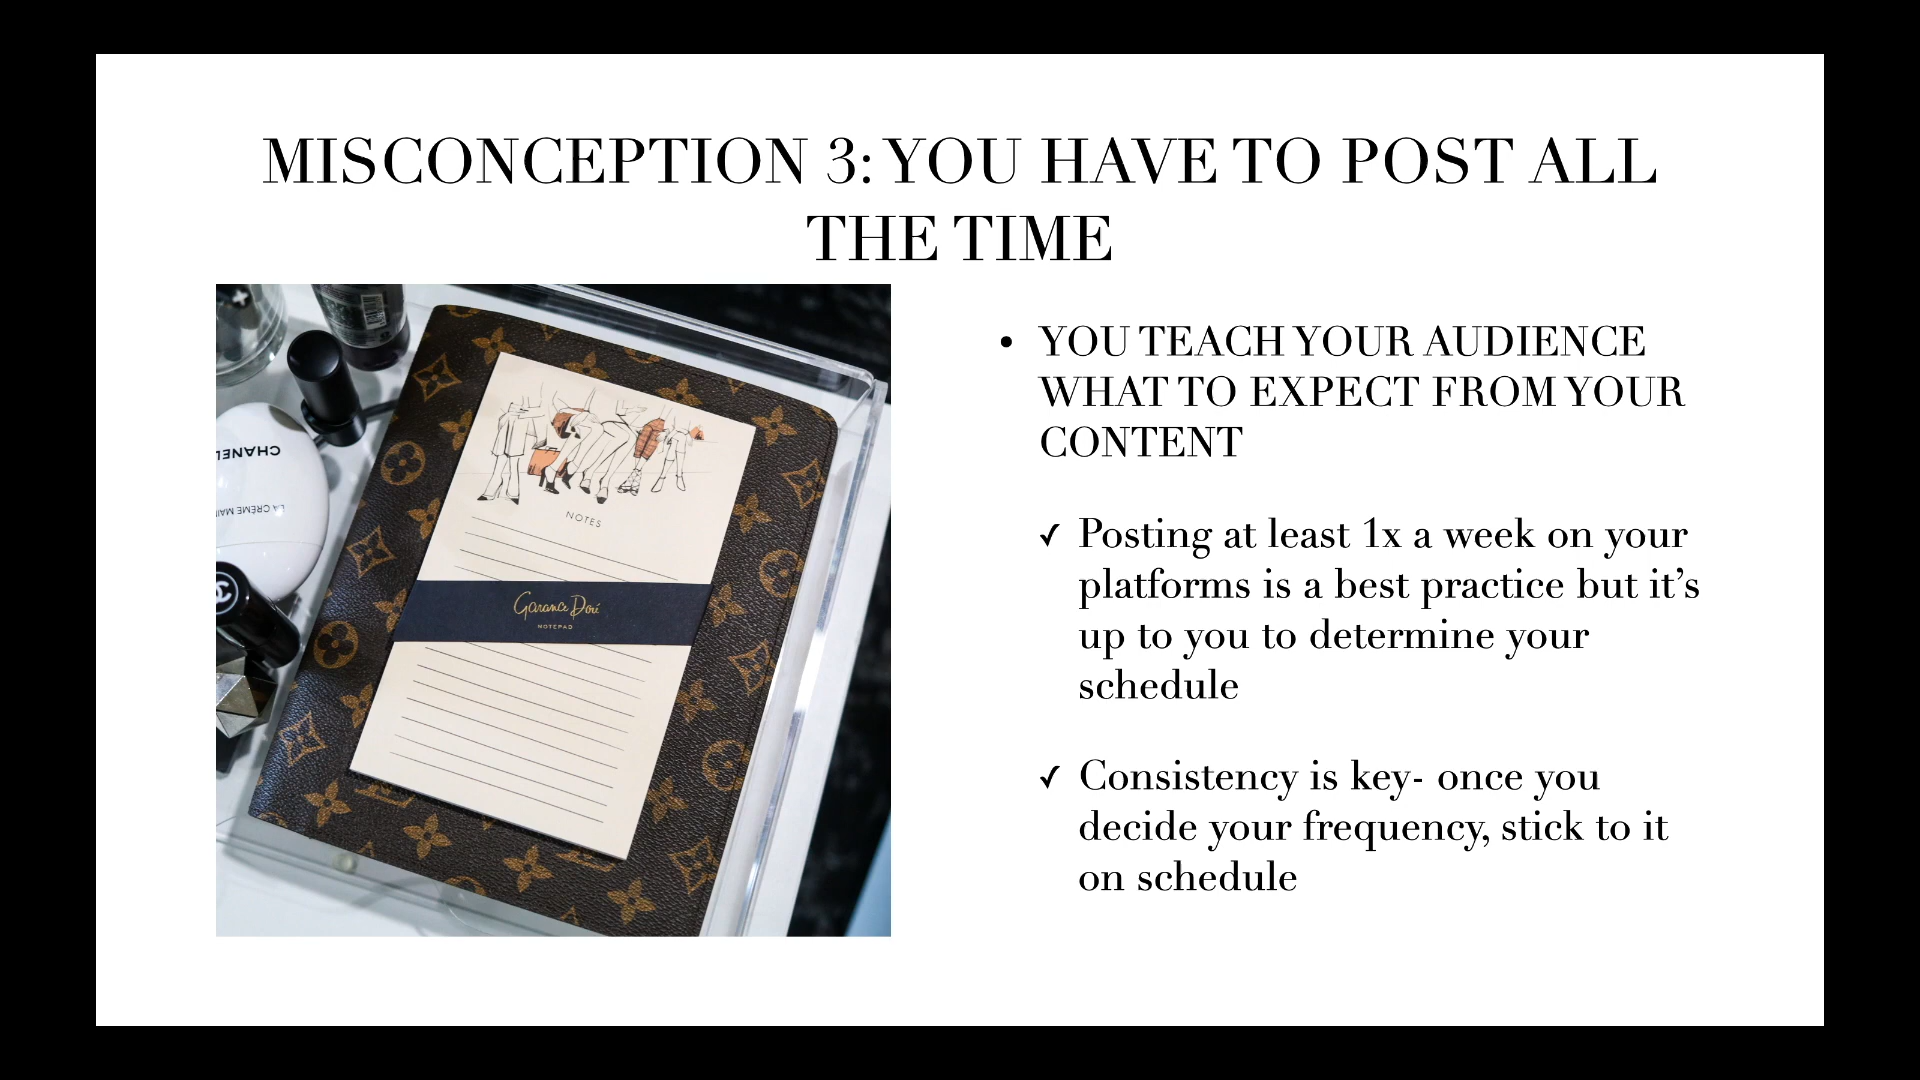 MISCONCEPTION 3: YOU HAVE TO POST ALL
THE TIME
CHANEL
LA CRÈME MAIN
NOTES
Garance Doré
NOTEPAD
• YOU TEACH YOUR AUDIENCE
WHAT TO EXPECT FROM YOUR
CONTENT
✓ Posting at least 1x a week on your
platforms is a best practice but it’s
up to you to determine your
schedule
✓ Consistency is key- once you
decide your frequency, stick to it
on schedule